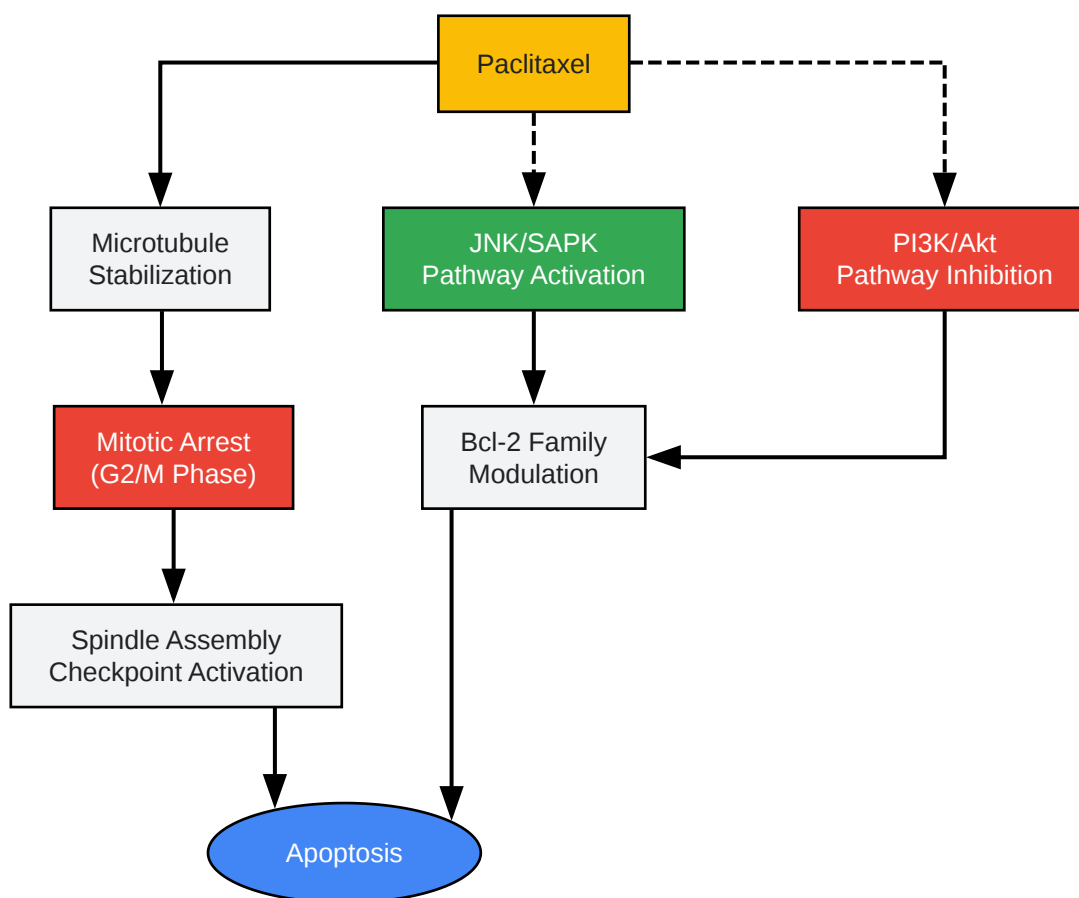 Paclitaxel
Microtubule
Stabilization
JNK/SAPK
Pathway Activation
PI3K/Akt
Pathway Inhibition
Mitotic Arrest
(G2/M Phase)
Bcl-2 Family
Modulation
Spindle Assembly
Checkpoint Activation
Apoptosis